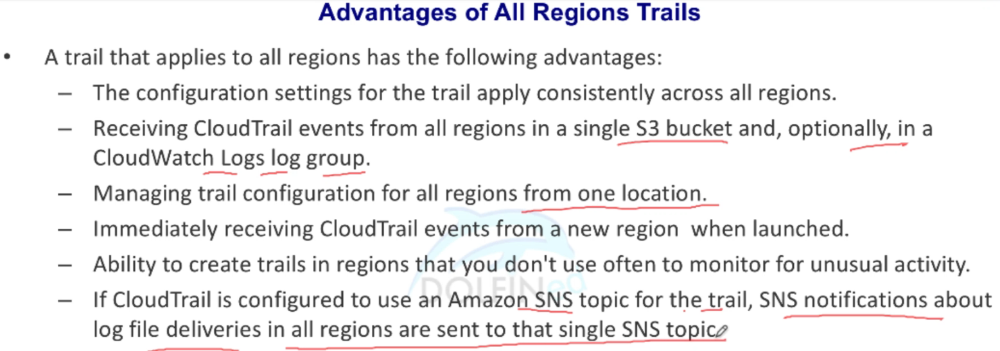 Advantages of All Regions Trails
• A trail that applies to all regions has the following advantages:
– The configuration settings for the trail apply consistently across all regions.
– Receiving CloudTrail events from all regions in a single S3 bucket and, optionally, in a
CloudWatch Logs log group.
– Managing trail configuration for all regions from one location.
– Immediately receiving CloudTrail events from a new region when launched.
– Ability to create trails in regions that you don't use often to monitor for unusual activity.
DOLFINed
– If CloudTrail is configured to use an Amazon SNS topic for the trail, SNS notifications about
log file deliveries in all regions are sent to that single SNS topic